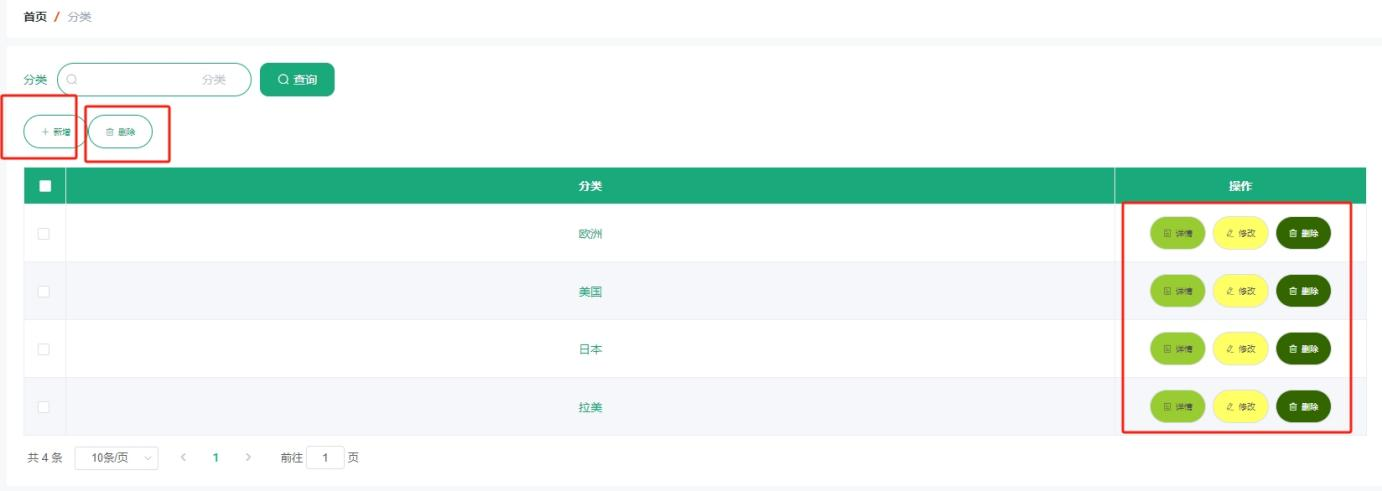 首页 / 分类
分类 分类 查询
+ 新增 删除
分类 操作
欧洲 详情 修改 删除
美国 详情 修改 删除
日本 详情 修改 删除
拉美 详情 修改 删除
共 4 条 10条/页 < 1 > 前往 1 页